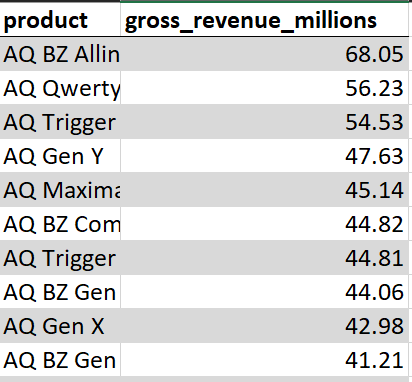 product gross_revenue_millions
AQ BZ Allin 68.05
AQ Qwerty 56.23
AQ Trigger 54.53
AQ Gen Y 47.63
AQ Maxima 45.14
AQ BZ Com 44.82
AQ Trigger 44.81
AQ BZ Gen 44.06
AQ Gen X 42.98
AQ BZ Gen 41.21